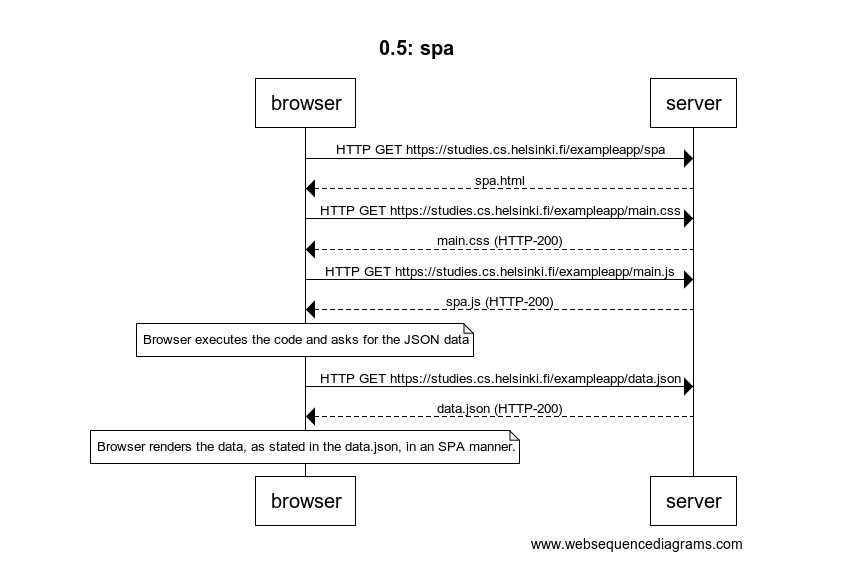 0.5: spa
browser
server
HTTP GET https://studies.cs.helsinki.fi/exampleapp/spa
spa.html
HTTP GET https://studies.cs.helsinki.fi/exampleapp/main.css
main.css (HTTP-200)
HTTP GET https://studies.cs.helsinki.fi/exampleapp/main.js
spa.js (HTTP-200)
Browser executes the code and asks for the JSON data
HTTP GET https://studies.cs.helsinki.fi/exampleapp/data.json
data.json (HTTP-200)
Browser renders the data, as stated in the data.json, in an SPA manner.
browser
server
www.websequencediagrams.com